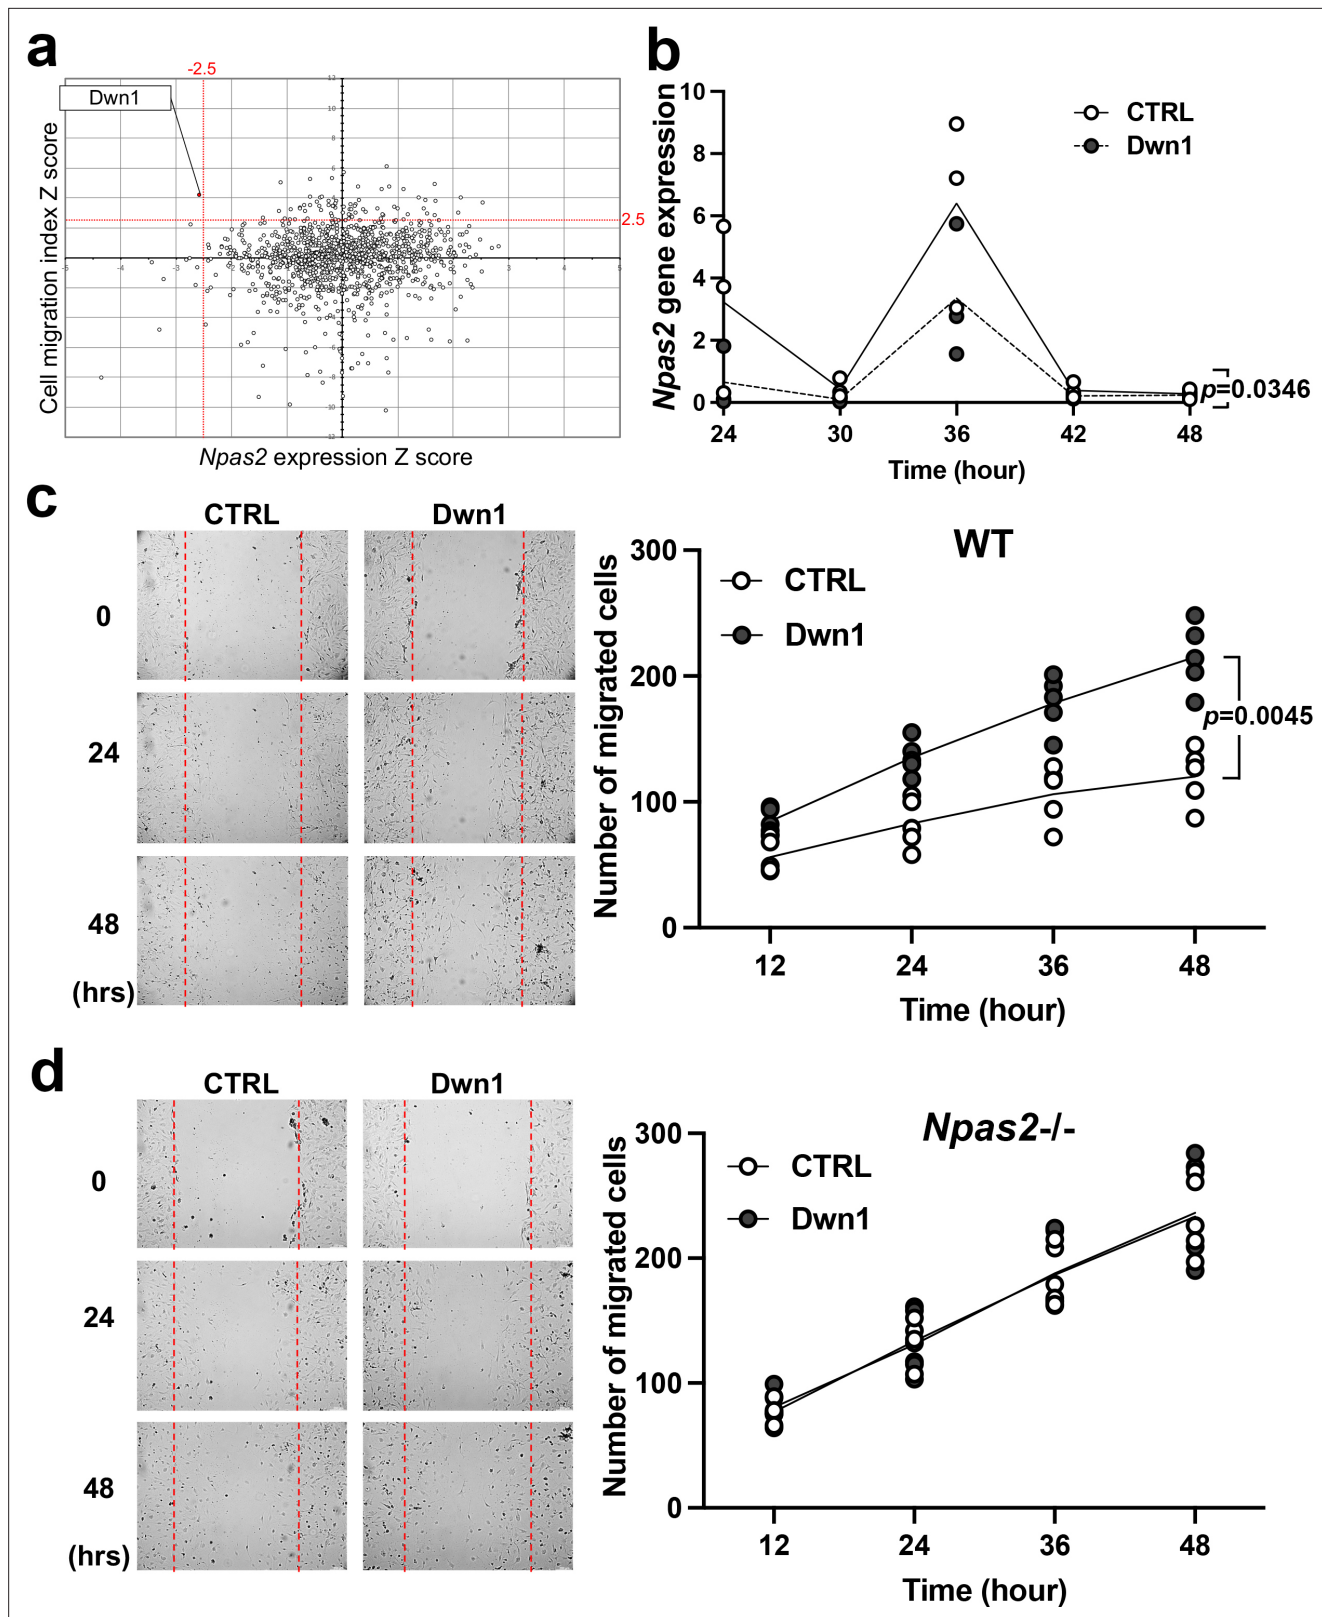 a
-2.5
Dwn1
2.5
Cell migration index Z score
Npas2 expression Z score
b
Npas2 gene expression
10
8
6
4
2
0
CTRL
Dwn1
p=0.0346
24 30 36 42 48
Time (hour)
c
CTRL Dwn1
0
24
48
(hrs)
WT
Number of migrated cells
300
200
100
0
CTRL
Dwn1
p=0.0045
12 24 36 48
Time (hour)
d
CTRL Dwn1
0
24
48
(hrs)
Npas2-/-
Number of migrated cells
300
200
100
0
CTRL
Dwn1
12 24 36 48
Time (hour)